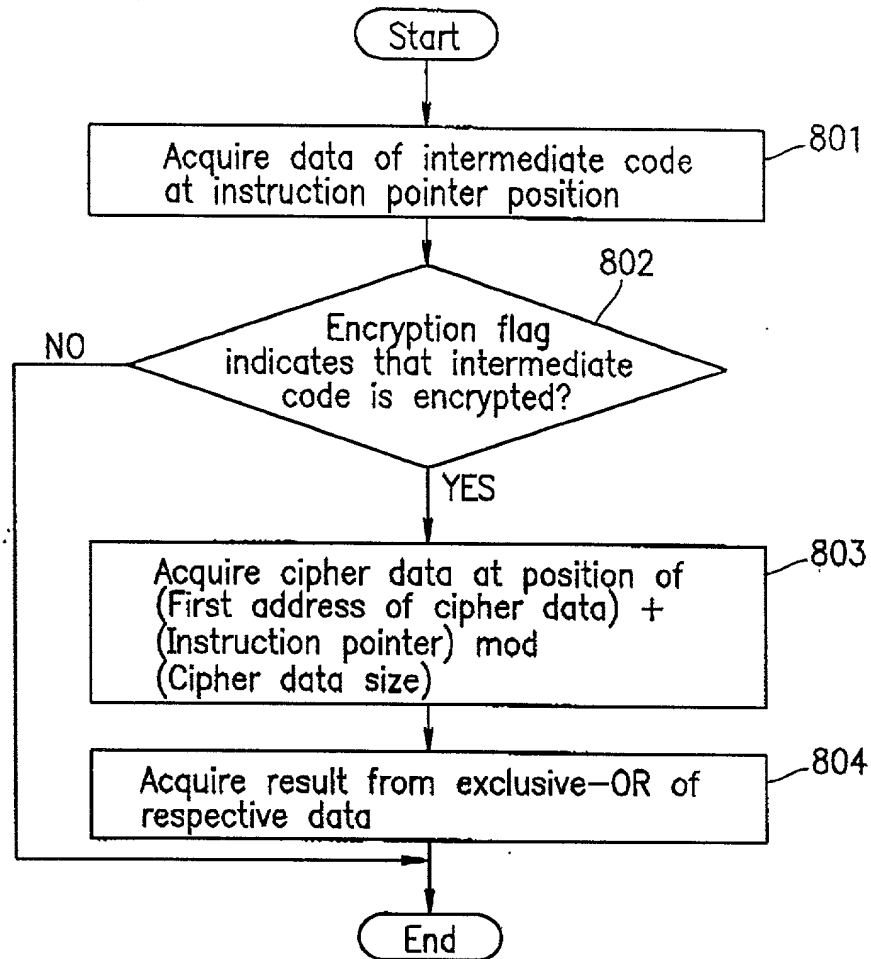 Start
Acquire data of intermediate code
at instruction pointer position
801
802
Encryption flag
indicates that intermediate
code is encrypted?
NO
YES
Acquire cipher data at position of
(First address of cipher data) +
(Instruction pointer) mod
(Cipher data size)
803
Acquire result from exclusive-OR of
respective data
804
End